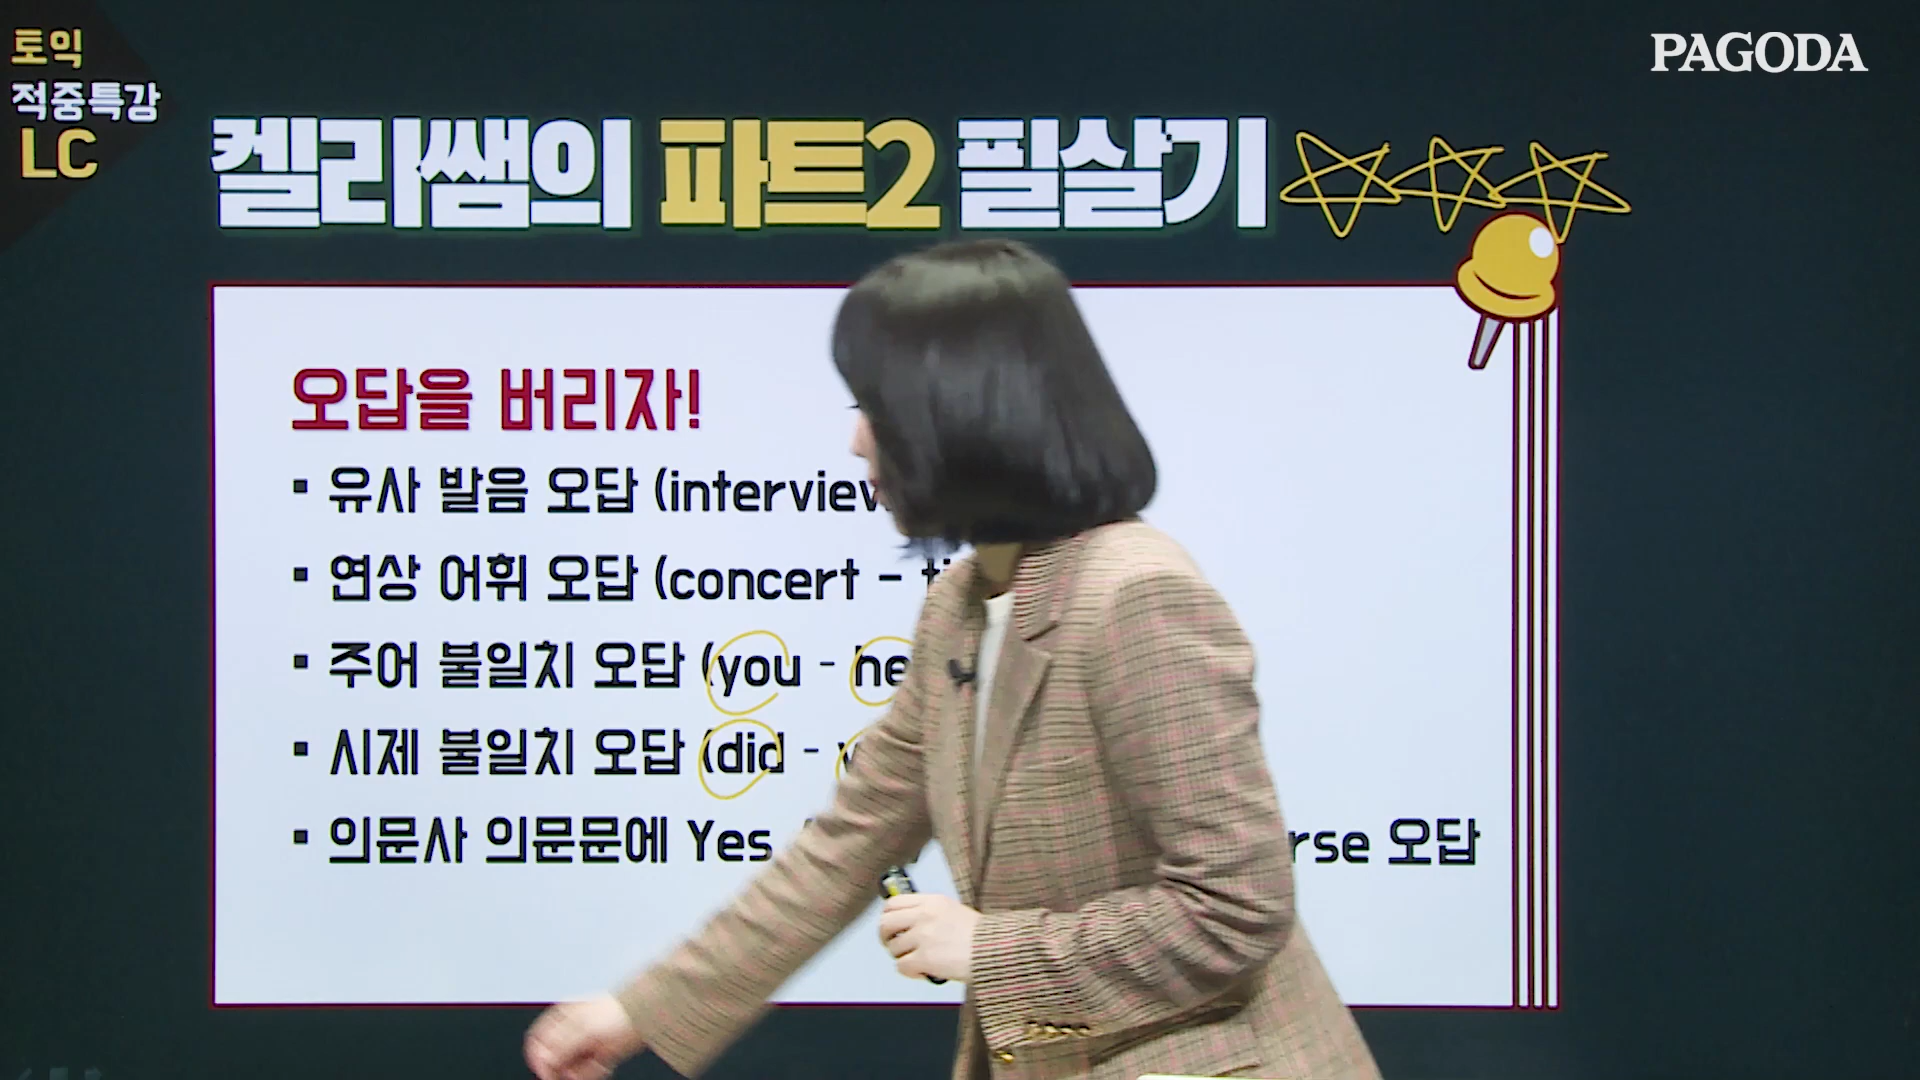 토익
적중특강
LC
PAGODA
켈리쌤의 파트2 필살기
오답을 버리자!
▪ 유사 발음 오답 (interview
▪ 연상 어휘 오답 (concert -
▪ 주어 불일치 오답 (you - he
▪ 시제 불일치 오답 (did -
▪ 의문사 의문문에 Yes 오답